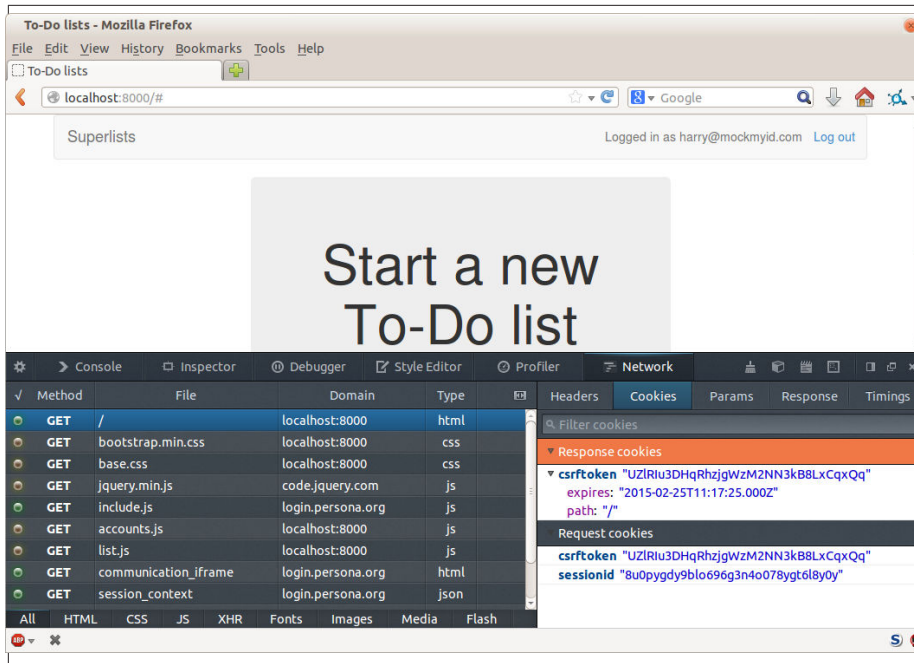 To-Do lists - Mozilla Firefox
File Edit View History Bookmarks Tools Help
To-Do lists
localhost:8000/#
Google
Superlists
Logged in as harry@mockmyid.com Log out
Start a new
To-Do list
Console Inspector Debugger Style Editor Profiler Network
√ Method File Domain Type
Headers Cookies Params Response Timings
GET / localhost:8000 html
GET bootstrap.min.css localhost:8000 css
GET base.css localhost:8000 css
GET jquery.min.js code.jquery.com js
GET include.js login.persona.org js
GET accounts.js localhost:8000 js
GET list.js localhost:8000 js
GET communication_iframe login.persona.org html
GET session_context login.persona.org json
All HTML CSS JS XHR Fonts Images Media Flash
Filter cookies
Response cookies
csrftoken "UZlRIu3DHqRhzjgWzM2NN3kB8LxCqxQq"
expires: "2015-02-25T11:17:25.000Z"
path: "/"
Request cookies
csrftoken "UZlRIu3DHqRhzjgWzM2NN3kB8LxCqxQq"
sessionid "8u0pygdy9blo696g3n4o078ygt6l8y0y"
ABP
S